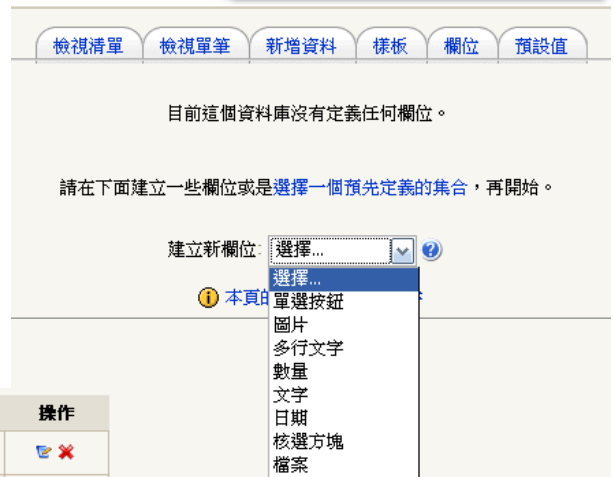 檢視清單 檢視單筆 新增資料 樣板 欄位 預設值
目前這個資料庫沒有定義任何欄位。
請在下面建立一些欄位或是選擇一個預先定義的集合，再開始。
建立新欄位: 選擇...
選擇...
本頁的
單選按鈕
圖片
多行文字
數量
文字
日期
核選方塊
檔案
操作